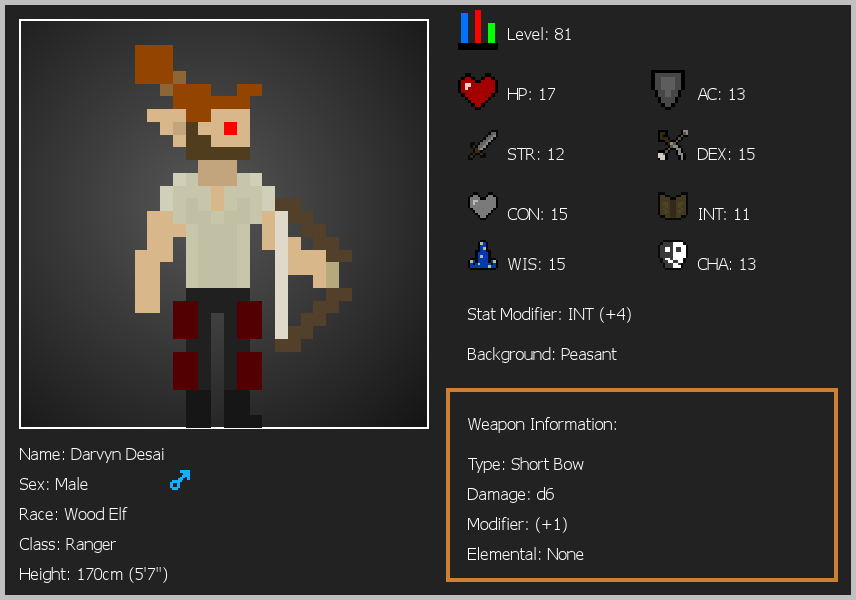 Level: 81
HP: 17
AC: 13
STR: 12
DEX: 15
CON: 15
INT: 11
WIS: 15
CHA: 13
Stat Modifier: INT (+4)
Background: Peasant
Weapon Information:
Type: Short Bow
Damage: d6
Modifier: (+1)
Elemental: None
Name: Darvyn Desai
Sex: Male
Race: Wood Elf
Class: Ranger
Height: 170cm (5'7")